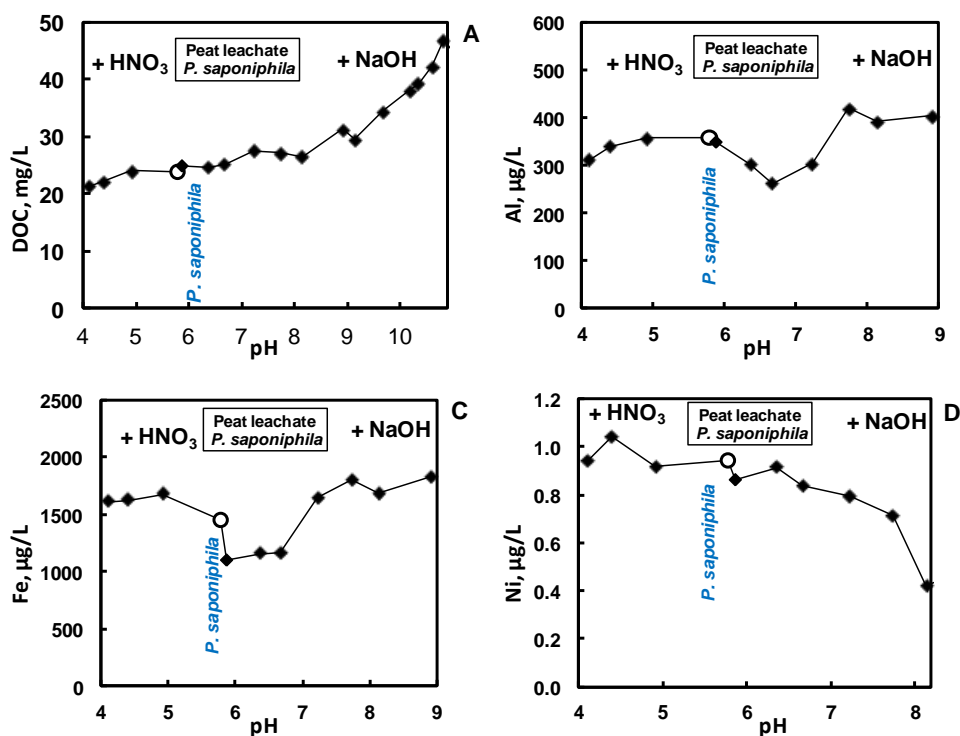 A
50
40
30
20
10
0
DOC, mg/L
+ HNO₃
Peat leachate
P. saponiphila
+ NaOH
P. saponiphila
4 5 6 7 8 9 10
pH
600
500
400
300
200
100
0
Al, µg/L
+ HNO₃
Peat leachate
P. saponiphila
+ NaOH
P. saponiphila
4 5 6 7 8 9
pH
C
2500
2000
1500
1000
500
0
Fe, µg/L
+ HNO₃
Peat leachate
P. saponiphila
+ NaOH
P. saponiphila
4 5 6 7 8 9
pH
D
1.2
1.0
0.8
0.6
0.4
0.2
0.0
Ni, µg/L
+ HNO₃
Peat leachate
P. saponiphila
+ NaOH
P. saponiphila
4 5 6 7 8
pH